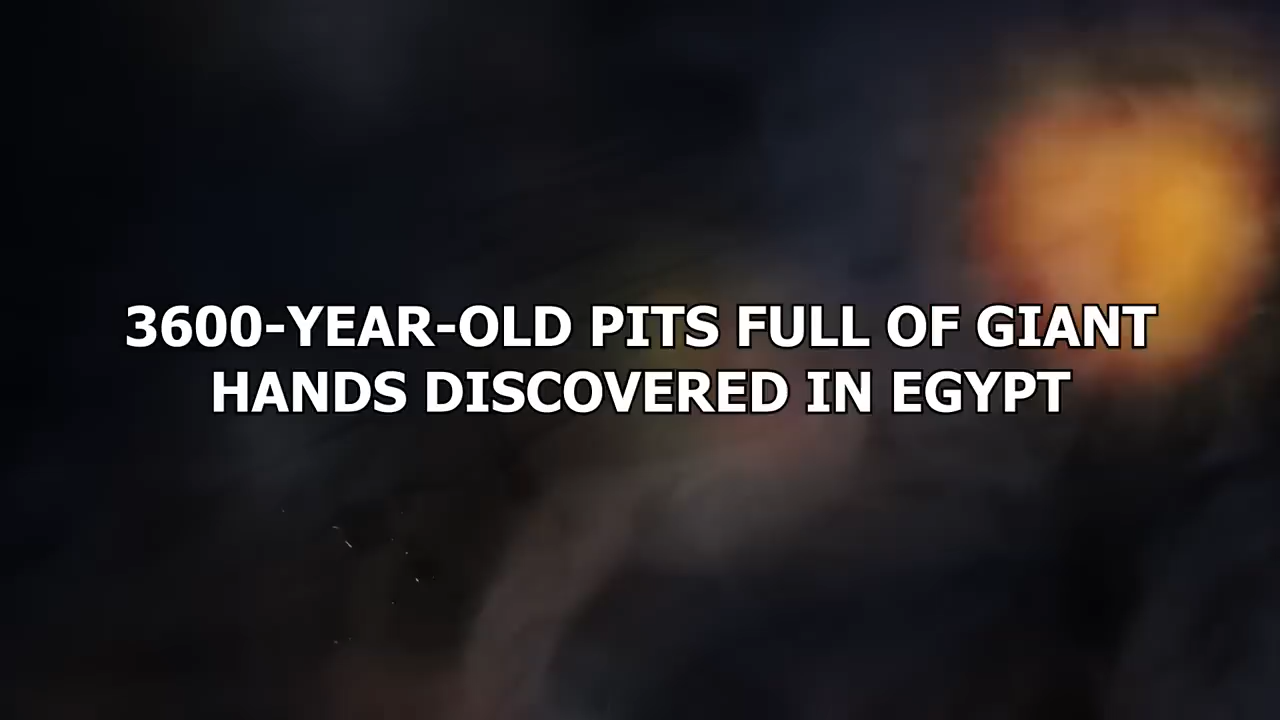 3600-YEAR-OLD PITS FULL OF GIANT
HANDS DISCOVERED IN EGYPT